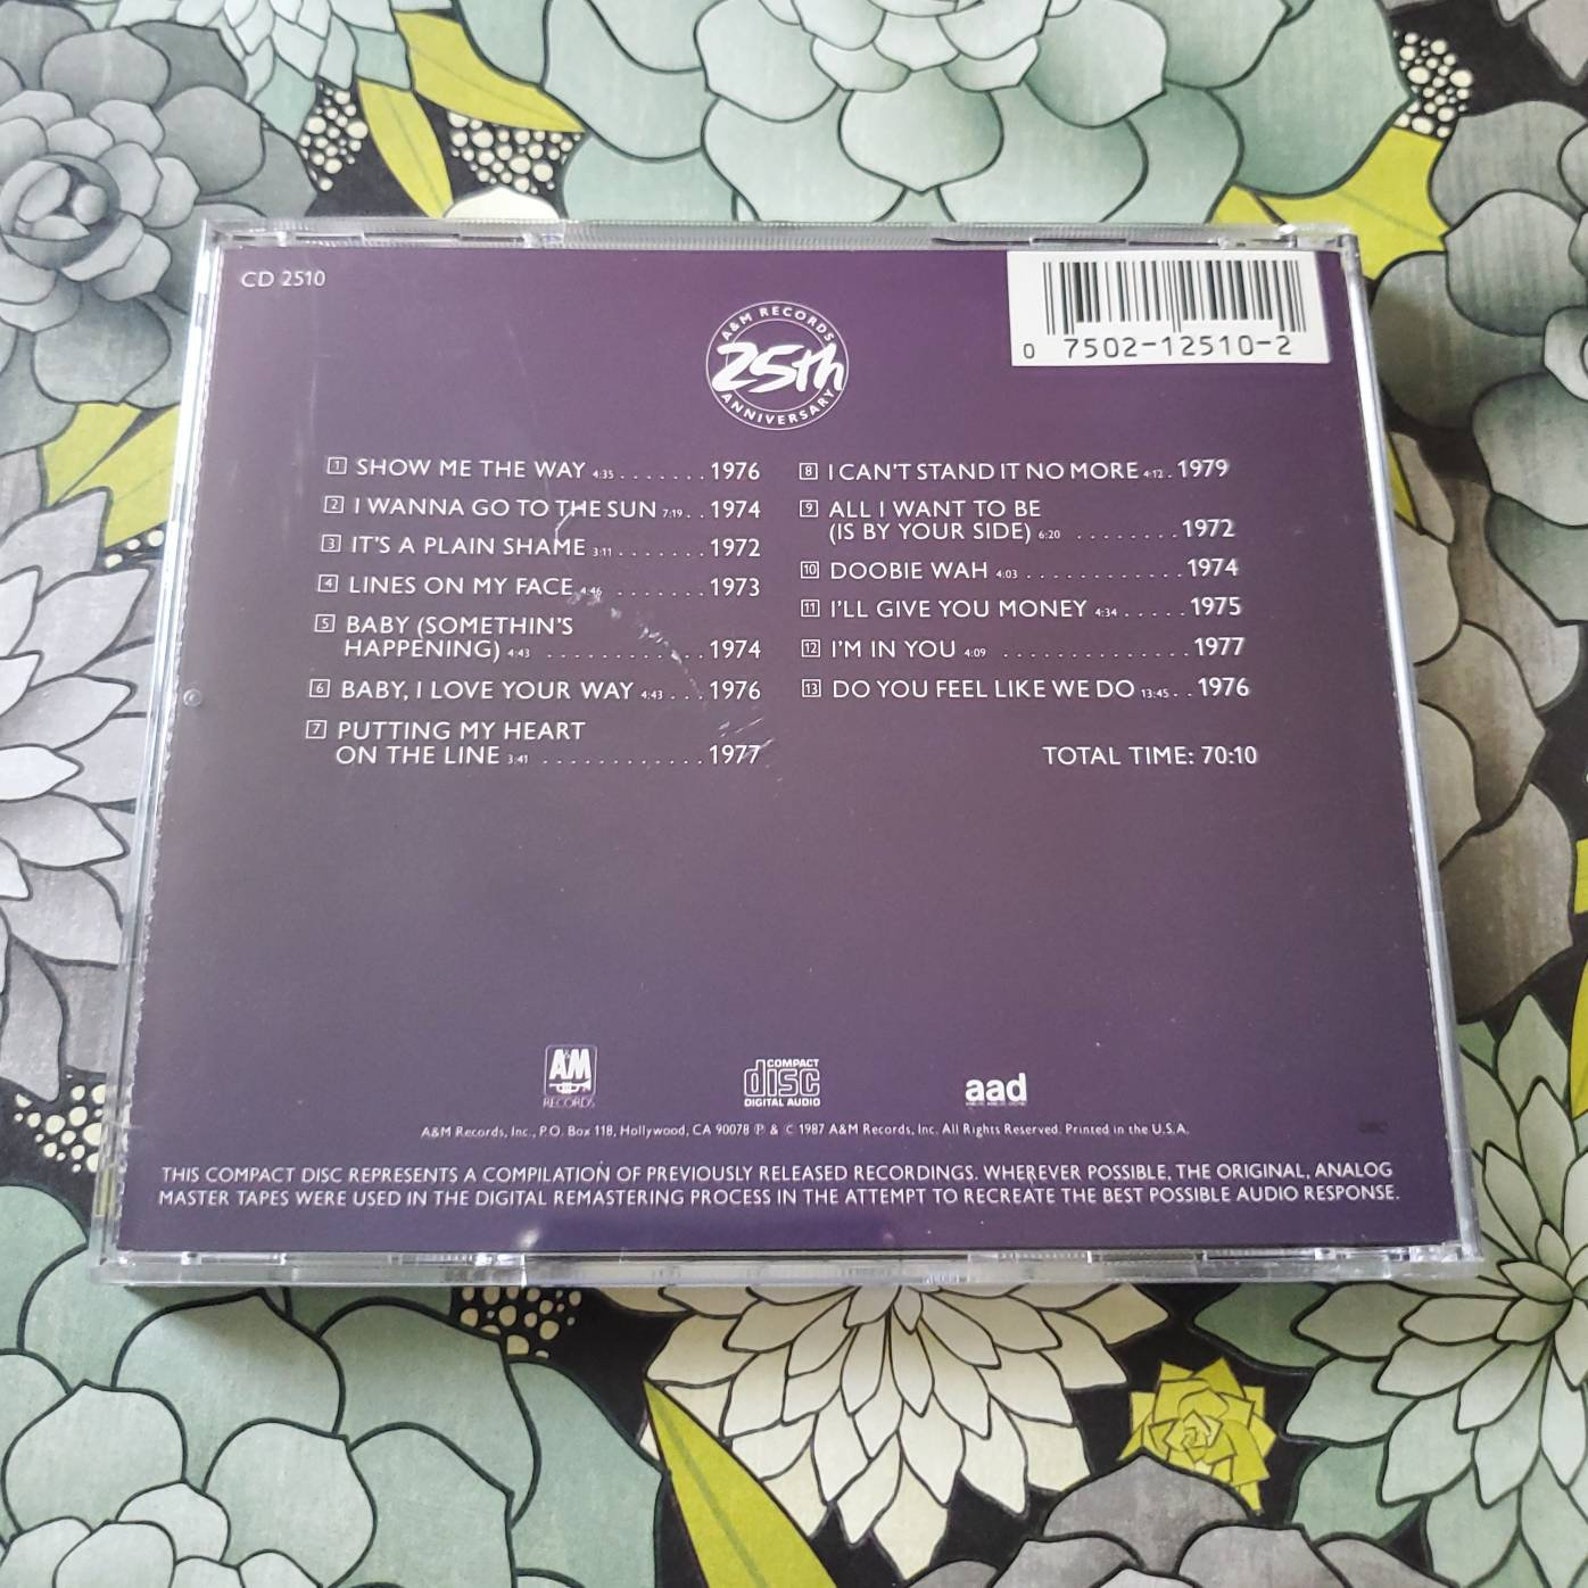 CD 2510
A&M RECORDS
25th
ANNIVERSARY
0 7502-12510-2
1 SHOW ME THE WAY 4:35 . . . . . . . 1976
2 I WANNA GO TO THE SUN 7:19 . . 1974
3 IT'S A PLAIN SHAME 3:11 . . . . . . . 1972
4 LINES ON MY FACE 4:46 . . . . . . . 1973
5 BABY (SOMETHIN'S
HAPPENING) 4:43 . . . . . . . . . . . . 1974
6 BABY, I LOVE YOUR WAY 4:43 . . . 1976
7 PUTTING MY HEART
ON THE LINE 3:41 . . . . . . . . . . . . 1977
8 I CAN'T STAND IT NO MORE 4:12 . 1979
9 ALL I WANT TO BE
(IS BY YOUR SIDE) 6:20 . . . . . . . . 1972
10 DOOBIE WAH 4:03 . . . . . . . . . . . . 1974
11 I'LL GIVE YOU MONEY 4:34 . . . . . 1975
12 I'M IN YOU 4:09 . . . . . . . . . . . . . . 1977
13 DO YOU FEEL LIKE WE DO 13:45 . . 1976
TOTAL TIME: 70:10
A&M
RECORDS
COMPACT
disc
DIGITAL AUDIO
aad
A&M Records, Inc., P.O. Box 118, Hollywood, CA 90078 ℗ & © 1987 A&M Records, Inc. All Rights Reserved. Printed in the U.S.A.
THIS COMPACT DISC REPRESENTS A COMPILATION OF PREVIOUSLY RELEASED RECORDINGS. WHEREVER POSSIBLE, THE ORIGINAL, ANALOG
MASTER TAPES WERE USED IN THE DIGITAL REMASTERING PROCESS IN THE ATTEMPT TO RECREATE THE BEST POSSIBLE AUDIO RESPONSE.